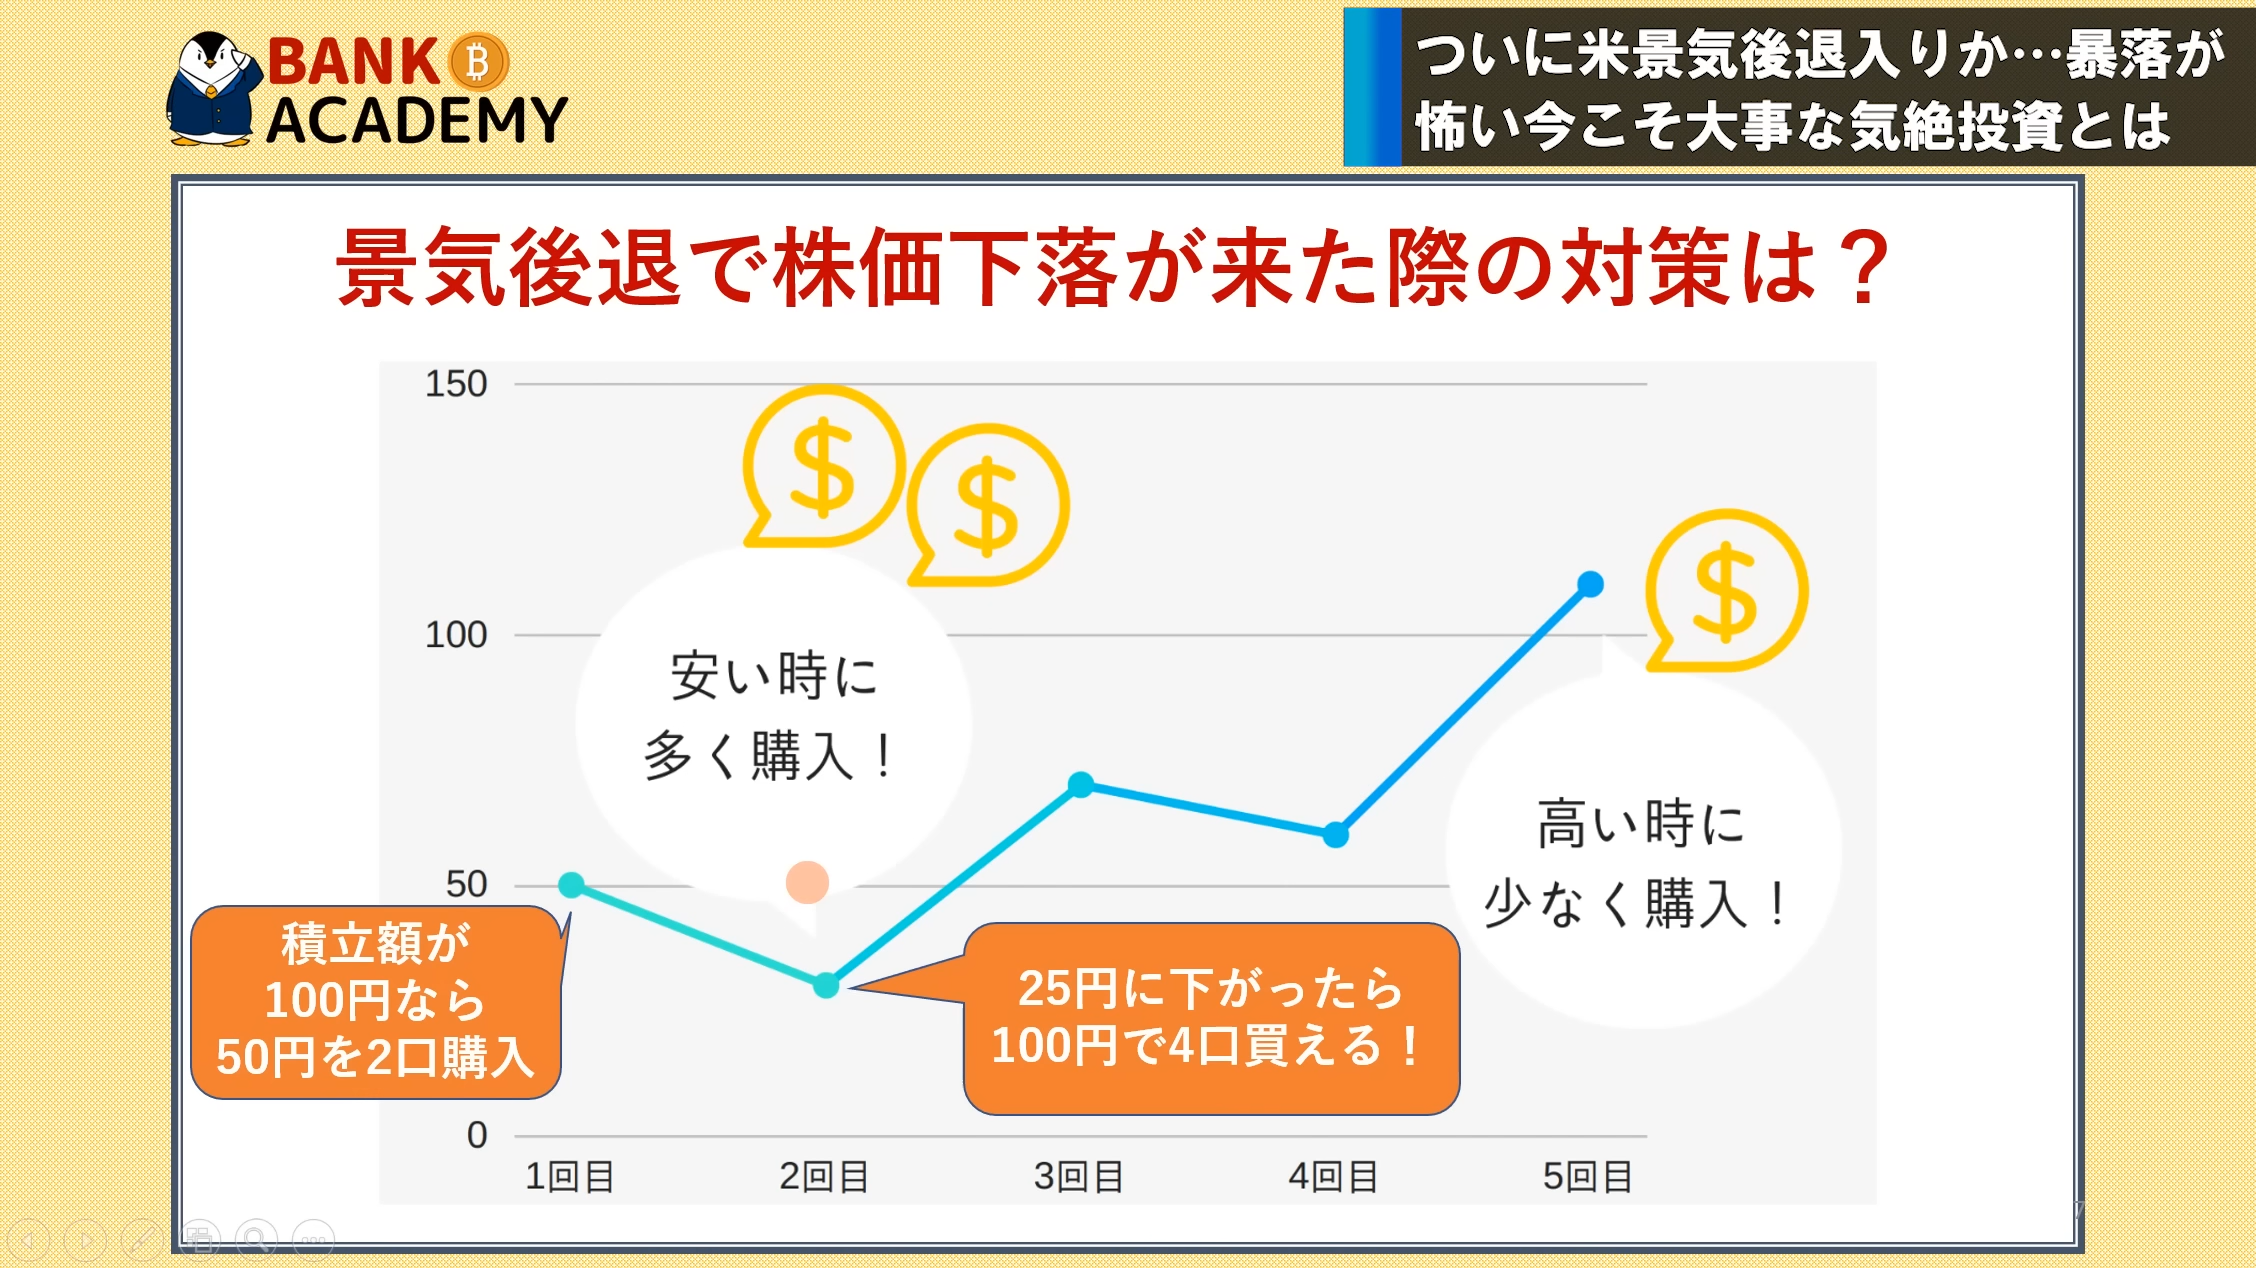 BANK
ACADEMY
ついに米景気後退入りか…暴落が
怖い今こそ大事な気絶投資とは
景気後退で株価下落が来た際の対策は？
150
100
50
0
$
$
$
安い時に
多く購入！
高い時に
少なく購入！
積立額が
100円なら
50円を2口購入
25円に下がったら
100円で4口買える！
1回目
2回目
3回目
4回目
5回目
7